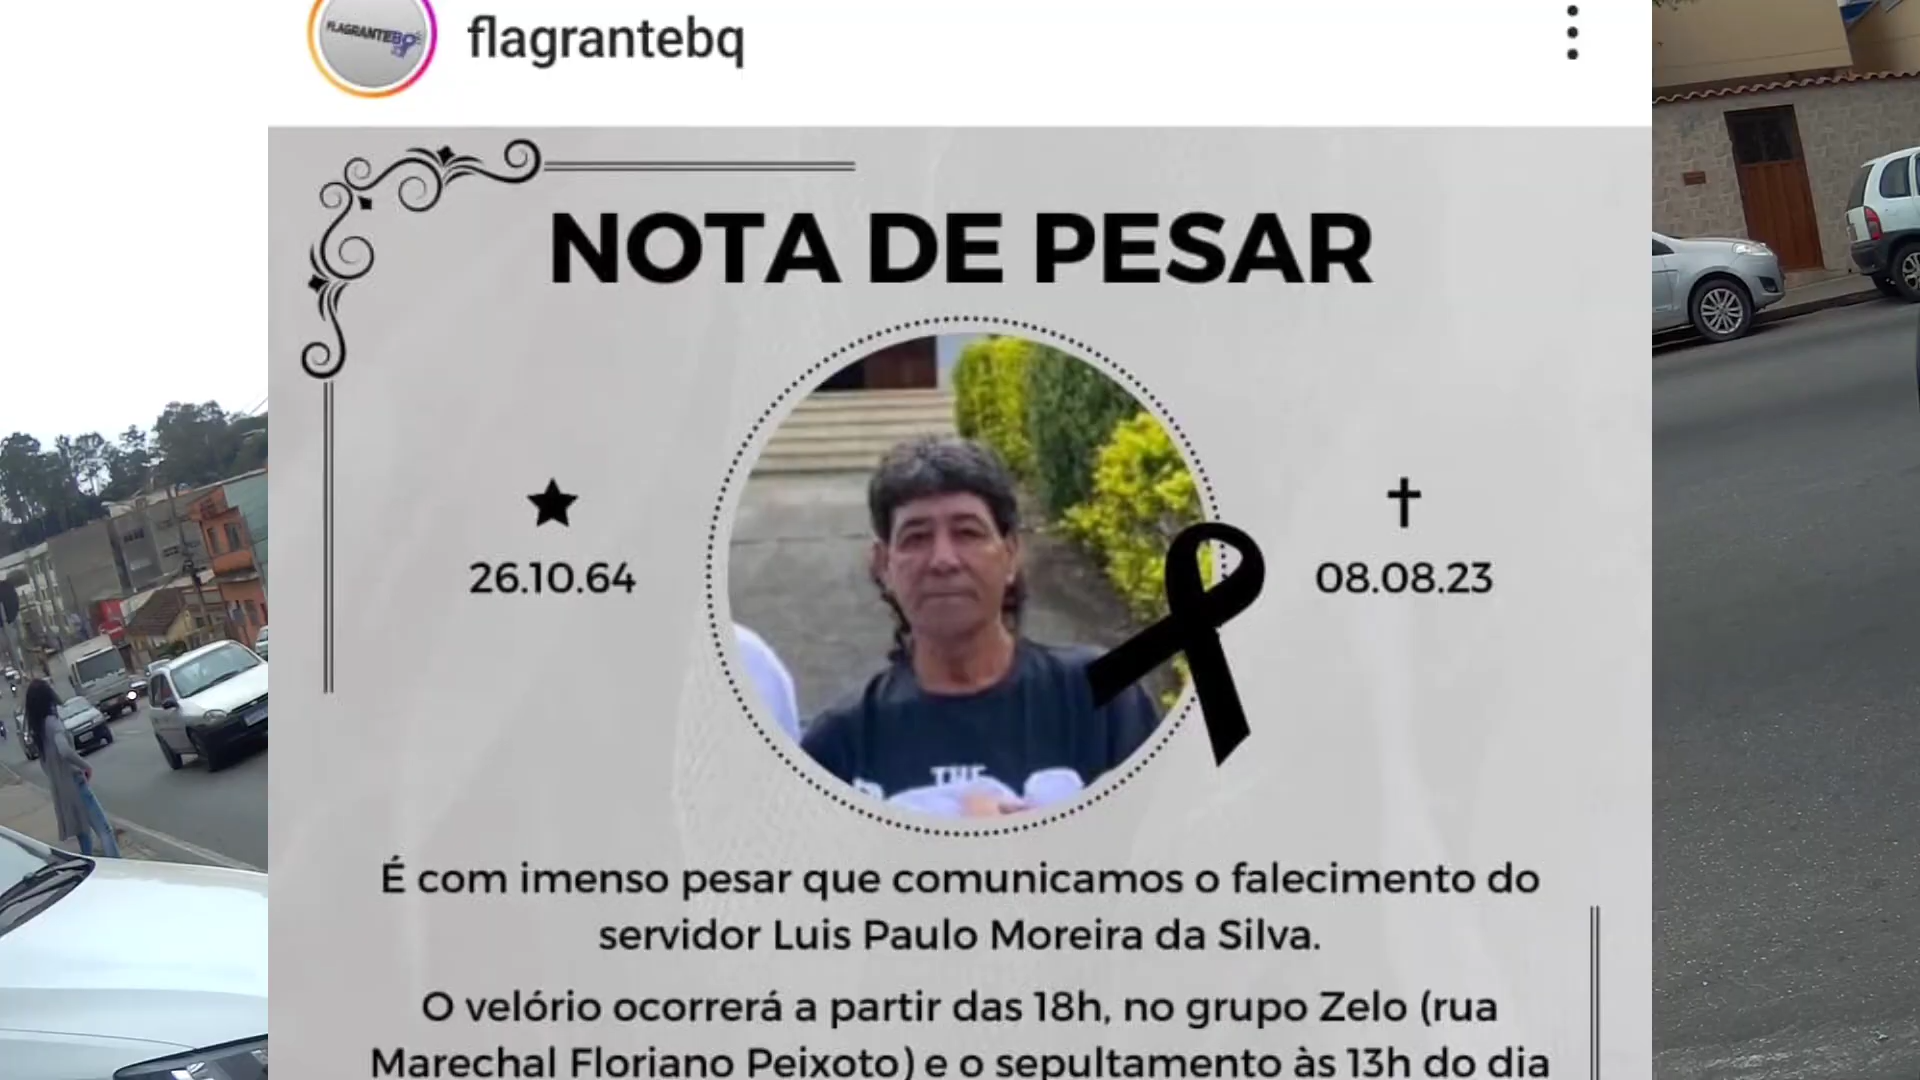 FLAGRANTEBQ
flagrantebq
NOTA DE PESAR
26.10.64
08.08.23
THE
É com imenso pesar que comunicamos o falecimento do
servidor Luis Paulo Moreira da Silva.
O velório ocorrerá a partir das 18h, no grupo Zelo (rua
Marechal Floriano Peixoto) e o sepultamento às 13h do dia